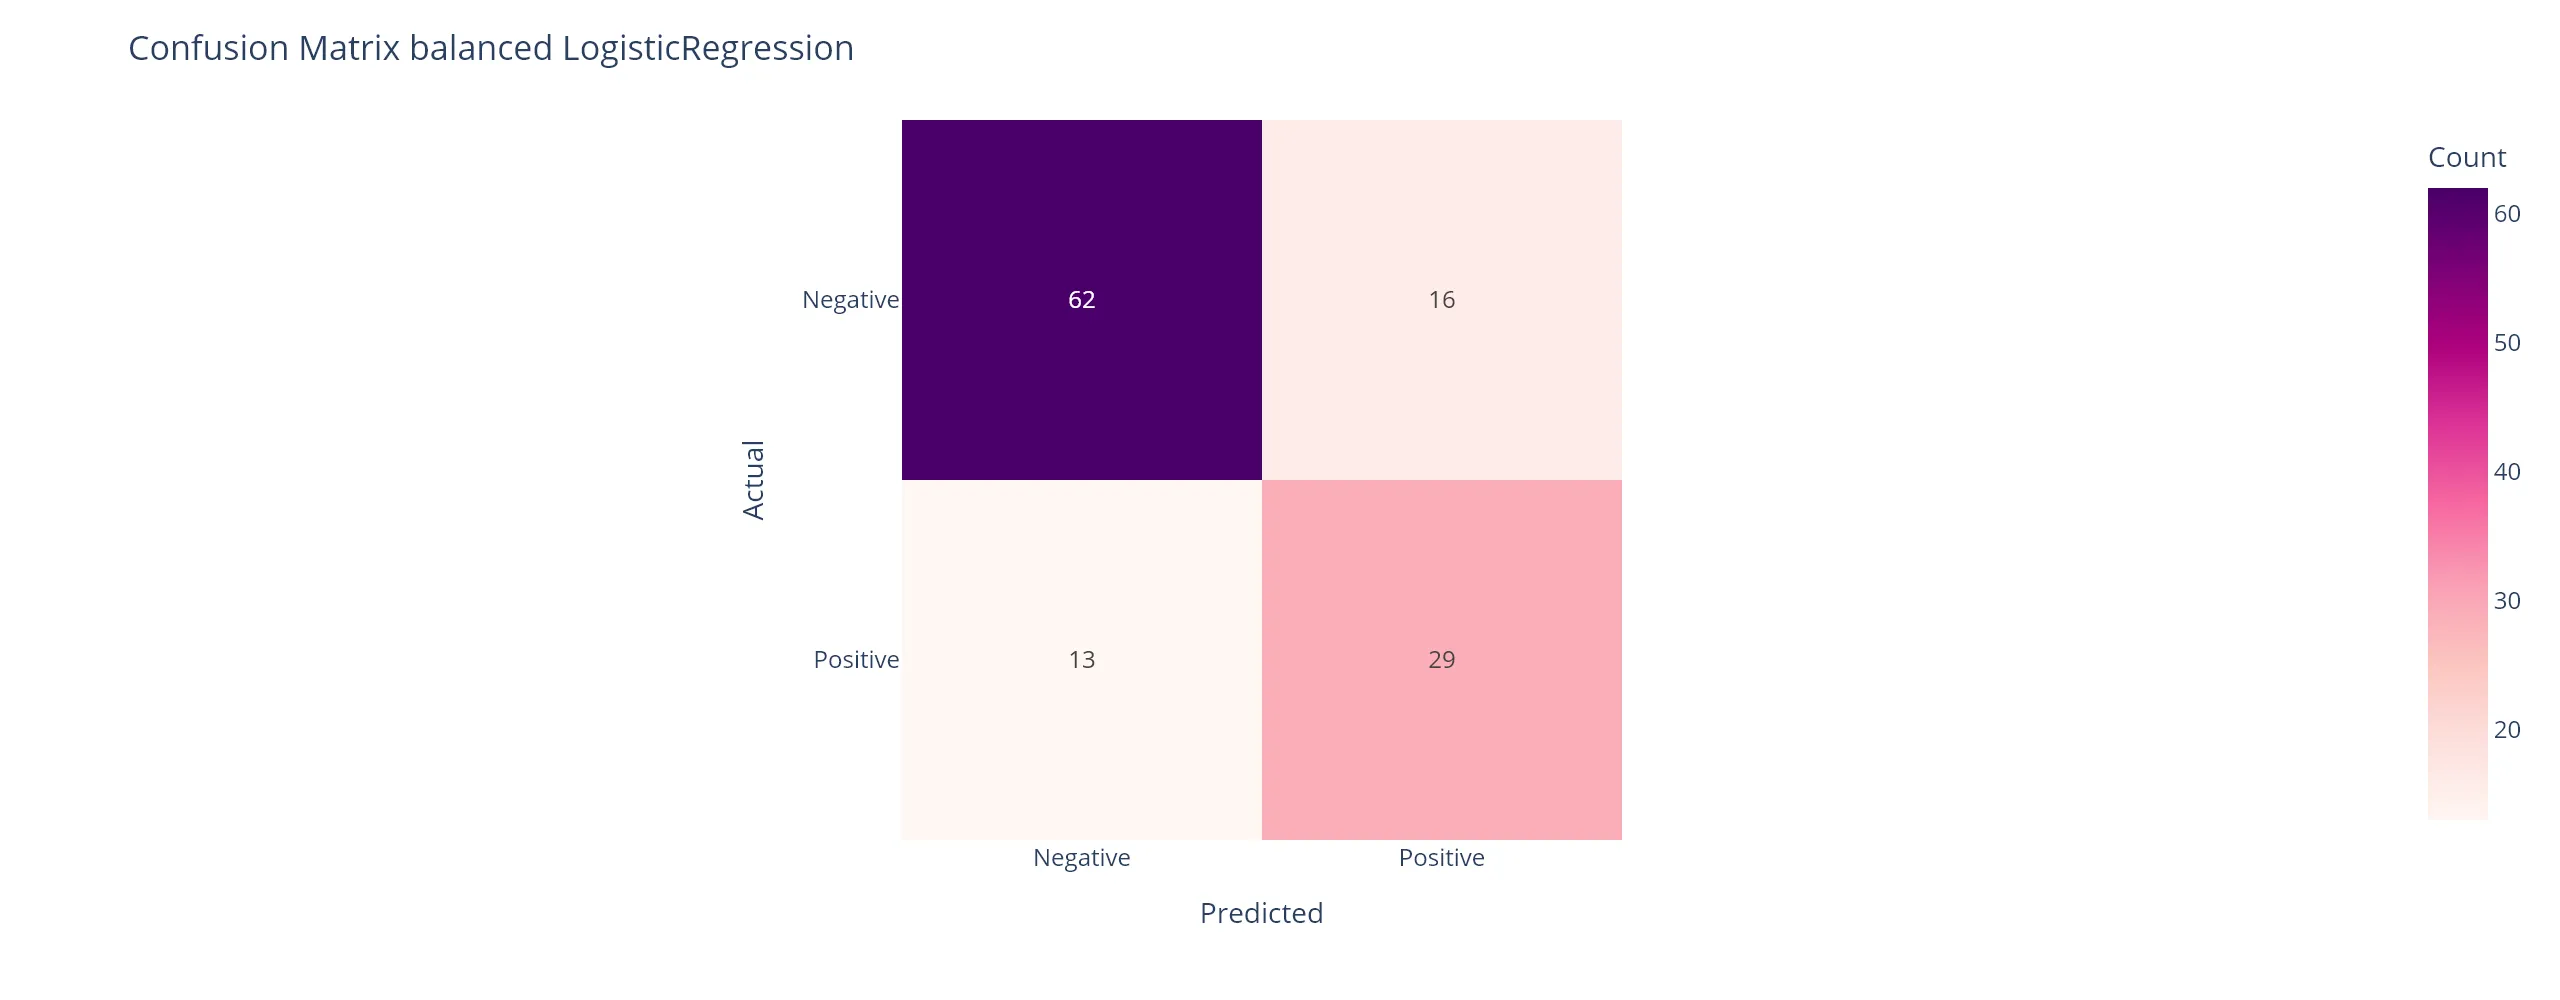 Confusion Matrix balanced LogisticRegression
Count
60
50
40
30
20
Actual
Negative
62
16
Positive
13
29
Negative
Positive
Predicted